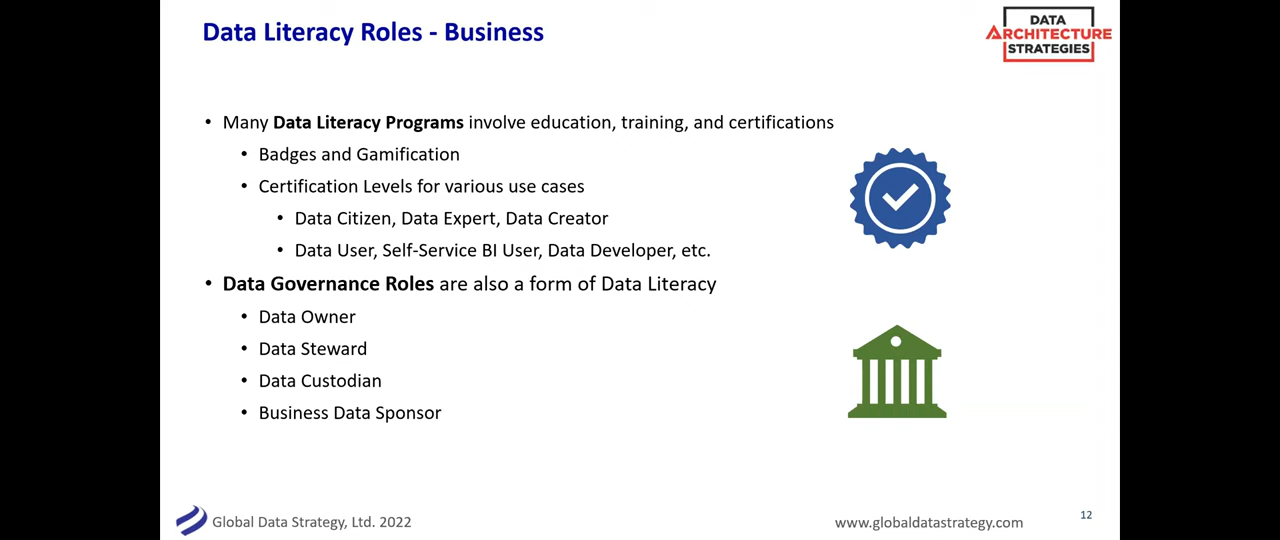 Data Literacy Roles - Business
DATA
ARCHITECTURE
STRATEGIES
• Many Data Literacy Programs involve education, training, and certifications
• Badges and Gamification
• Certification Levels for various use cases
• Data Citizen, Data Expert, Data Creator
• Data User, Self-Service BI User, Data Developer, etc.
• Data Governance Roles are also a form of Data Literacy
• Data Owner
• Data Steward
• Data Custodian
• Business Data Sponsor
Global Data Strategy, Ltd. 2022
www.globaldatastrategy.com
12